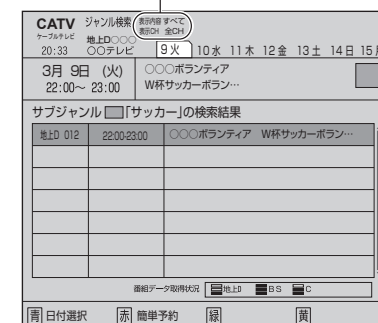 CATV ジャンル検索 表示内容 すべて
ケーブルテレビ 地上D○○○ 表示CH 全CH
20:33 ○○テレビ 9火 10水 11木 12金 13土 14日 15
3月 9日 (火) ○○○ボランティア
22:00～ 23:00 W杯サッカーボラン…
サブジャンル 「サッカー」の検索結果
地上D 012 22:00-23:00 ○○○ボランティア W杯サッカーボラン…
番組データ取得状況 地上D BS C
青 日付選択 赤 簡単予約 緑 黄